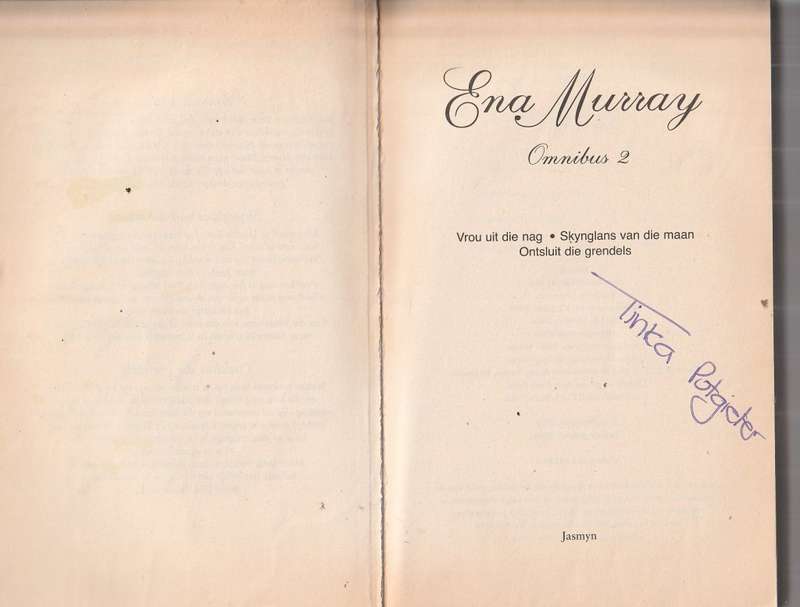 Ena Murray
Omnibus 2
Vrou uit die nag • Skynglans van die maan
Ontsluit die grendels
Tinka Potgieter
Jasmyn